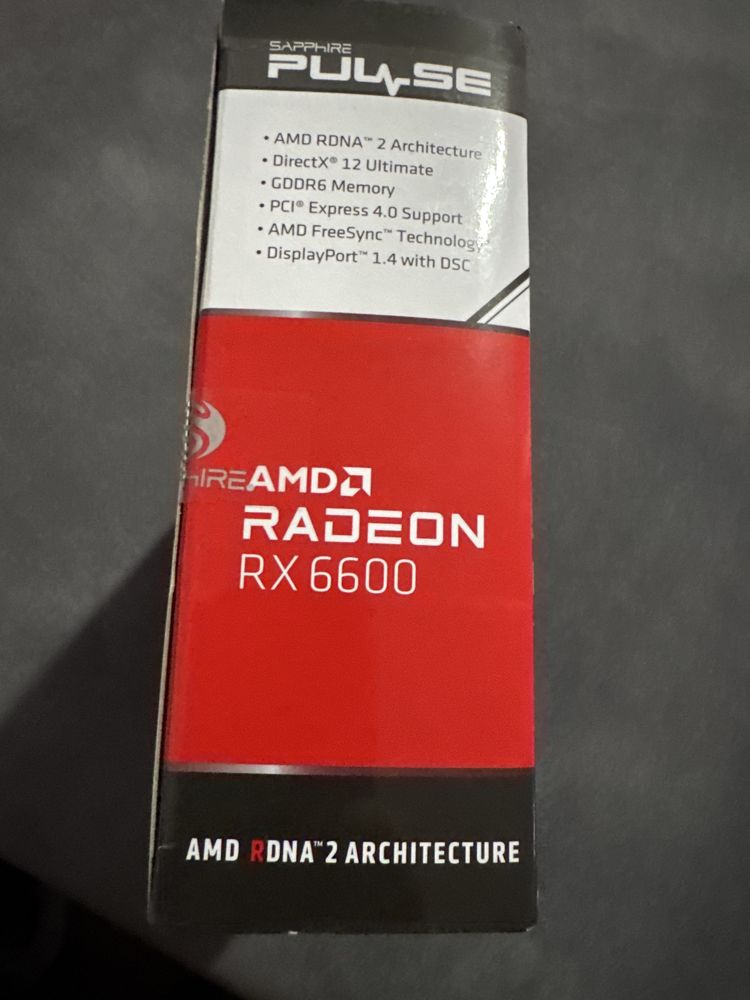 SAPPHIRE
PULSE
• AMD RDNA™ 2 Architecture
• DirectX® 12 Ultimate
• GDDR6 Memory
• PCI® Express 4.0 Support
• AMD FreeSync™ Technology
• DisplayPort™ 1.4 with DSC
HIRE
AMD
RADEON
RX 6600
AMD RDNA™ 2 ARCHITECTURE